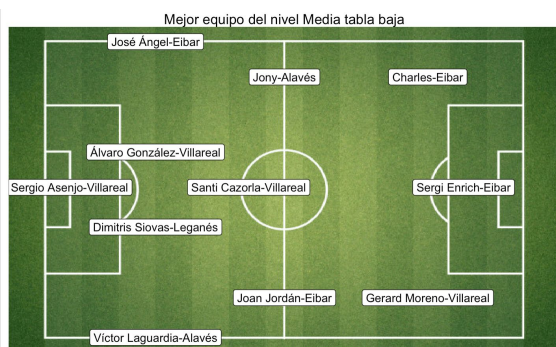 Mejor equipo del nivel Media tabla baja
José Ángel-Eibar
Jony-Alavés
Charles-Eibar
Álvaro González-Villareal
Sergio Asenjo-Villareal
Santi Cazorla-Villareal
Sergi Enrich-Eibar
Dimitris Siovas-Leganés
Joan Jordán-Eibar
Gerard Moreno-Villareal
Víctor Laguardia-Alavés